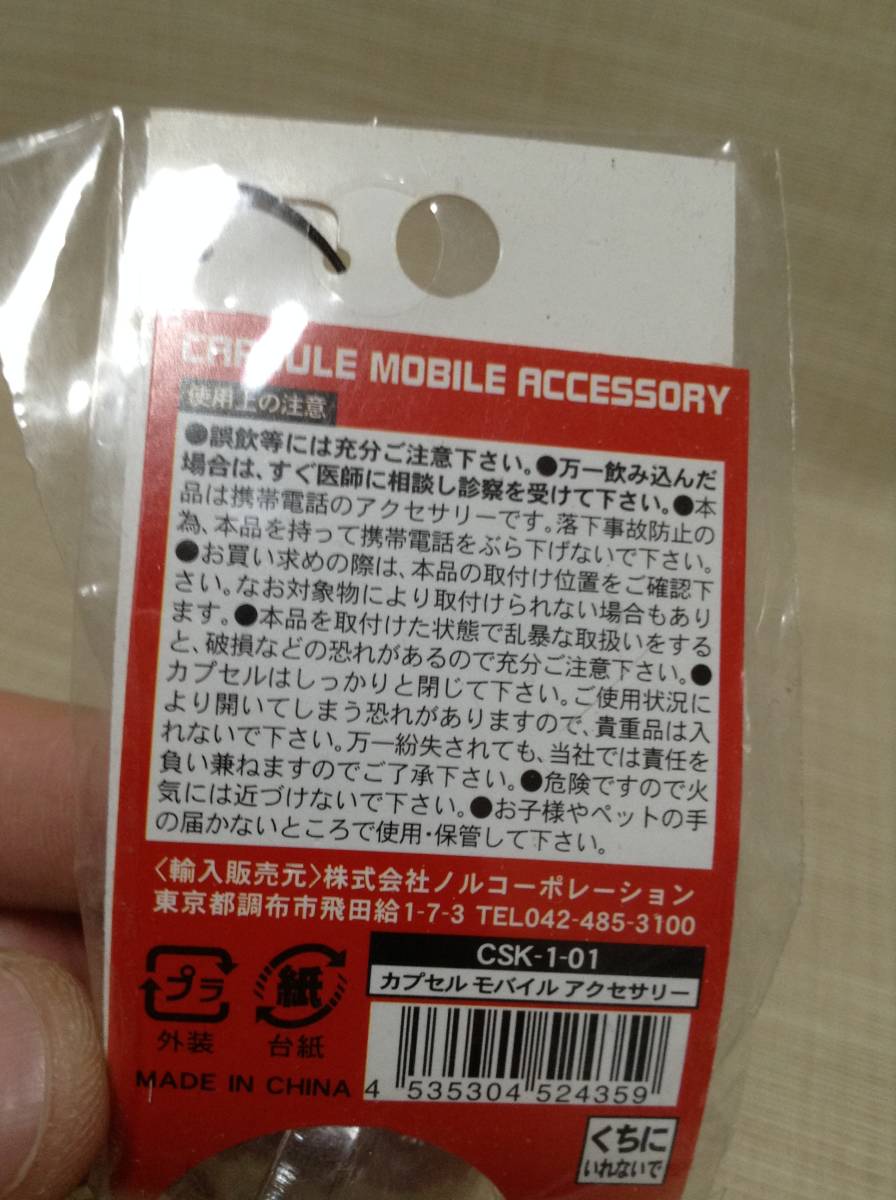 CAPSULE MOBILE ACCESSORY
使用上の注意
●誤飲等には充分ご注意下さい。●万一飲み込んだ
場合は、すぐ医師に相談し診察を受けて下さい。●本
品は携帯電話のアクセサリーです。落下事故防止の
為、本品を持って携帯電話をぶら下げないで下さい。
●お買い求めの際は、本品の取付け位置をご確認下
さい。なお対象物により取付けられない場合もあり
ます。●本品を取付けた状態で乱暴な取扱いをする
と、破損などの恐れがあるので充分ご注意下さい。●
カプセルはしっかりと閉じて下さい。ご使用状況に
より開いてしまう恐れがありますので、貴重品は入
れないで下さい。万一紛失されても、当社では責任を
負い兼ねますのでご了承下さい。●危険ですので火
気には近づけないで下さい。●お子様やペットの手
の届かないところで使用・保管して下さい。
〈輸入販売元〉株式会社ノルコーポレーション
東京都調布市飛田給1-7-3 TEL042-485-3100
プラ
外装
紙
台紙
MADE IN CHINA
CSK-1-01
カプセル モバイル アクセサリー
4 535304 524359
くちに
いれないで